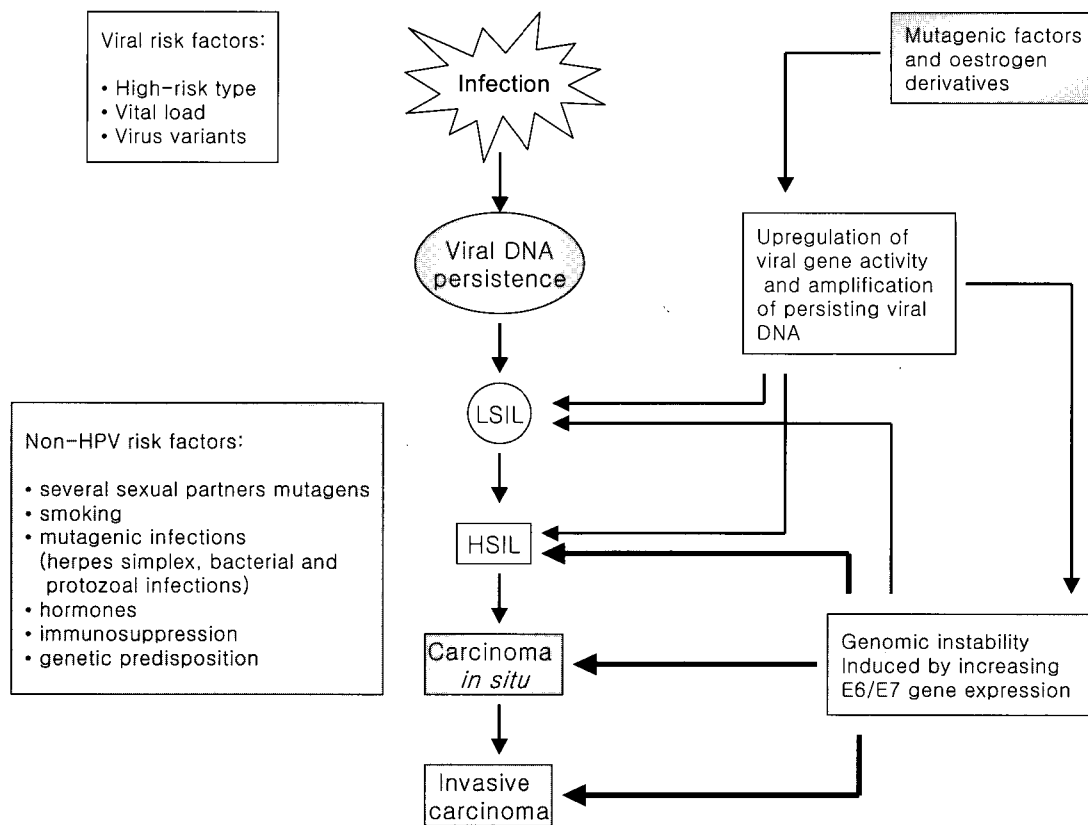 Viral risk factors:
• High-risk type
• Vital load
• Virus variants
Infection
Mutagenic factors
and oestrogen
derivatives
Viral DNA
persistence
Upregulation of
viral gene activity
and amplification
of persisting viral
DNA
LSIL
Non-HPV risk factors:
• several sexual partners mutagens
• smoking
• mutagenic infections
(herpes simplex, bacterial and
protozoal infections)
• hormones
• immunosuppression
• genetic predisposition
HSIL
Carcinoma
in situ
Genomic instability
Induced by increasing
E6/E7 gene expression
Invasive
carcinoma